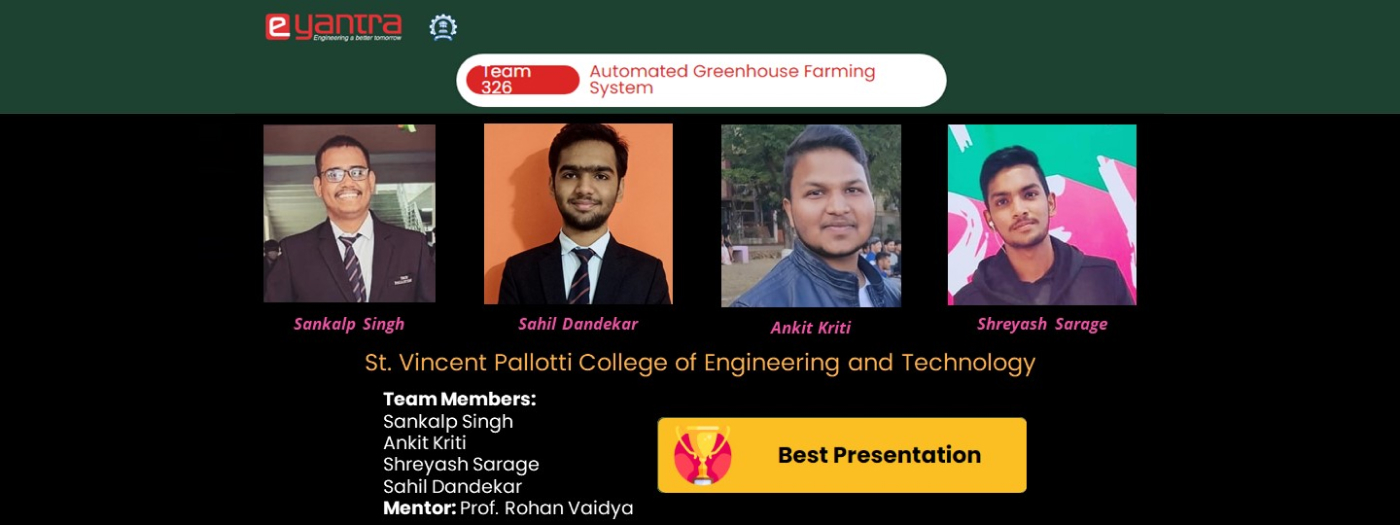 e yantra
Engineering a better tomorrow
Team
326
Automated Greenhouse Farming
System
Sankalp Singh
Sahil Dandekar
Ankit Kriti
Shreyash Sarage
St. Vincent Pallotti College of Engineering and Technology
Team Members:
Sankalp Singh
Ankit Kriti
Shreyash Sarage
Sahil Dandekar
Mentor: Prof. Rohan Vaidya
Best Presentation